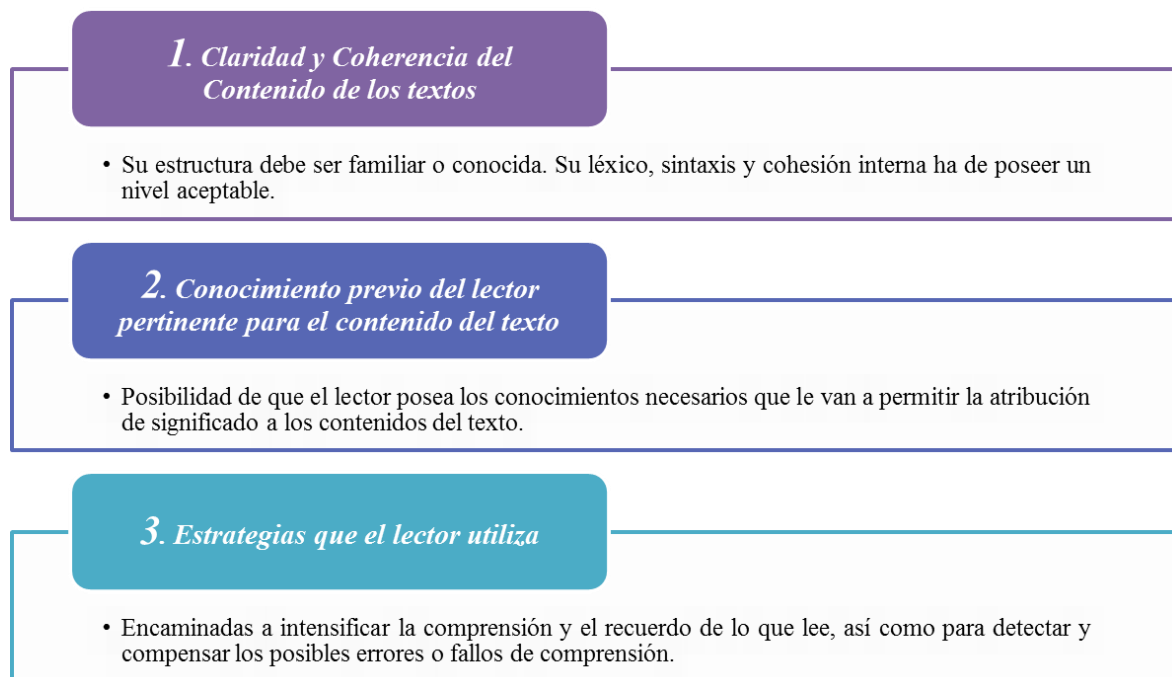 1. Claridad y Coherencia del
Contenido de los textos
• Su estructura debe ser familiar o conocida. Su léxico, sintaxis y cohesión interna ha de poseer un
nivel aceptable.
2. Conocimiento previo del lector
pertinente para el contenido del texto
• Posibilidad de que el lector posea los conocimientos necesarios que le van a permitir la atribución
de significado a los contenidos del texto.
3. Estrategias que el lector utiliza
• Encaminadas a intensificar la comprensión y el recuerdo de lo que lee, así como para detectar y
compensar los posibles errores o fallos de comprensión.